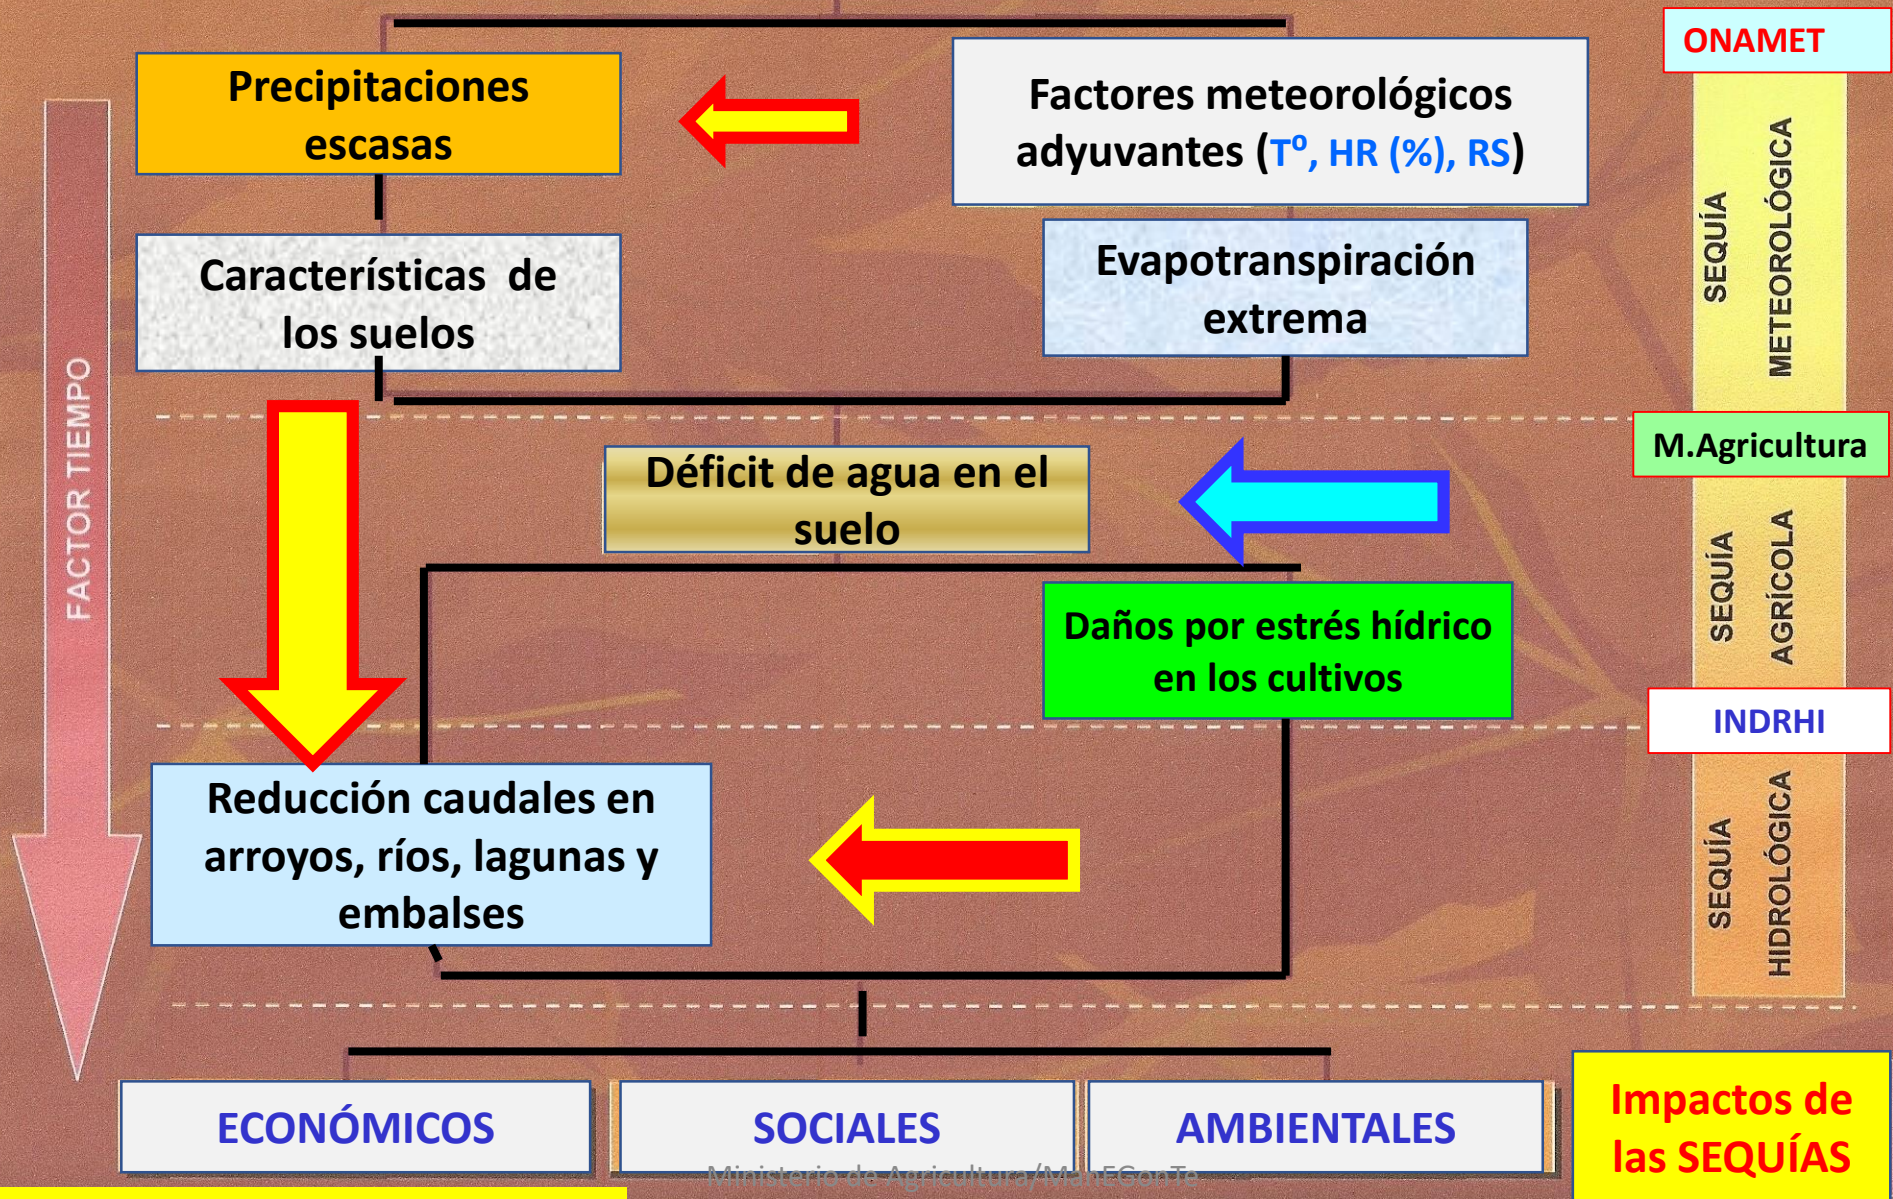 ONAMET
Precipitaciones
escasas
Factores meteorológicos
adyuvantes (Tº, HR (%), RS)
SEQUÍA
METEOROLÓGICA
Característísticas de
los suelos
Evapotranspiración
extrema
FACTOR TIEMPO
M.Agricultura
Déficit de agua en el
suelo
SEQUÍA
AGRÍCOLA
Daños por estrés hídrico
en los cultivos
INDRHI
Reducción caudales en
arroyos, ríos, lagunas y
embalses
SEQUÍA
HIDROLÓGICA
ECONÓMICOS
SOCIALES
AMBIENTALES
Impactos de
las SEQUÍAS
Ministerio de Agricultura/ManEGonTe